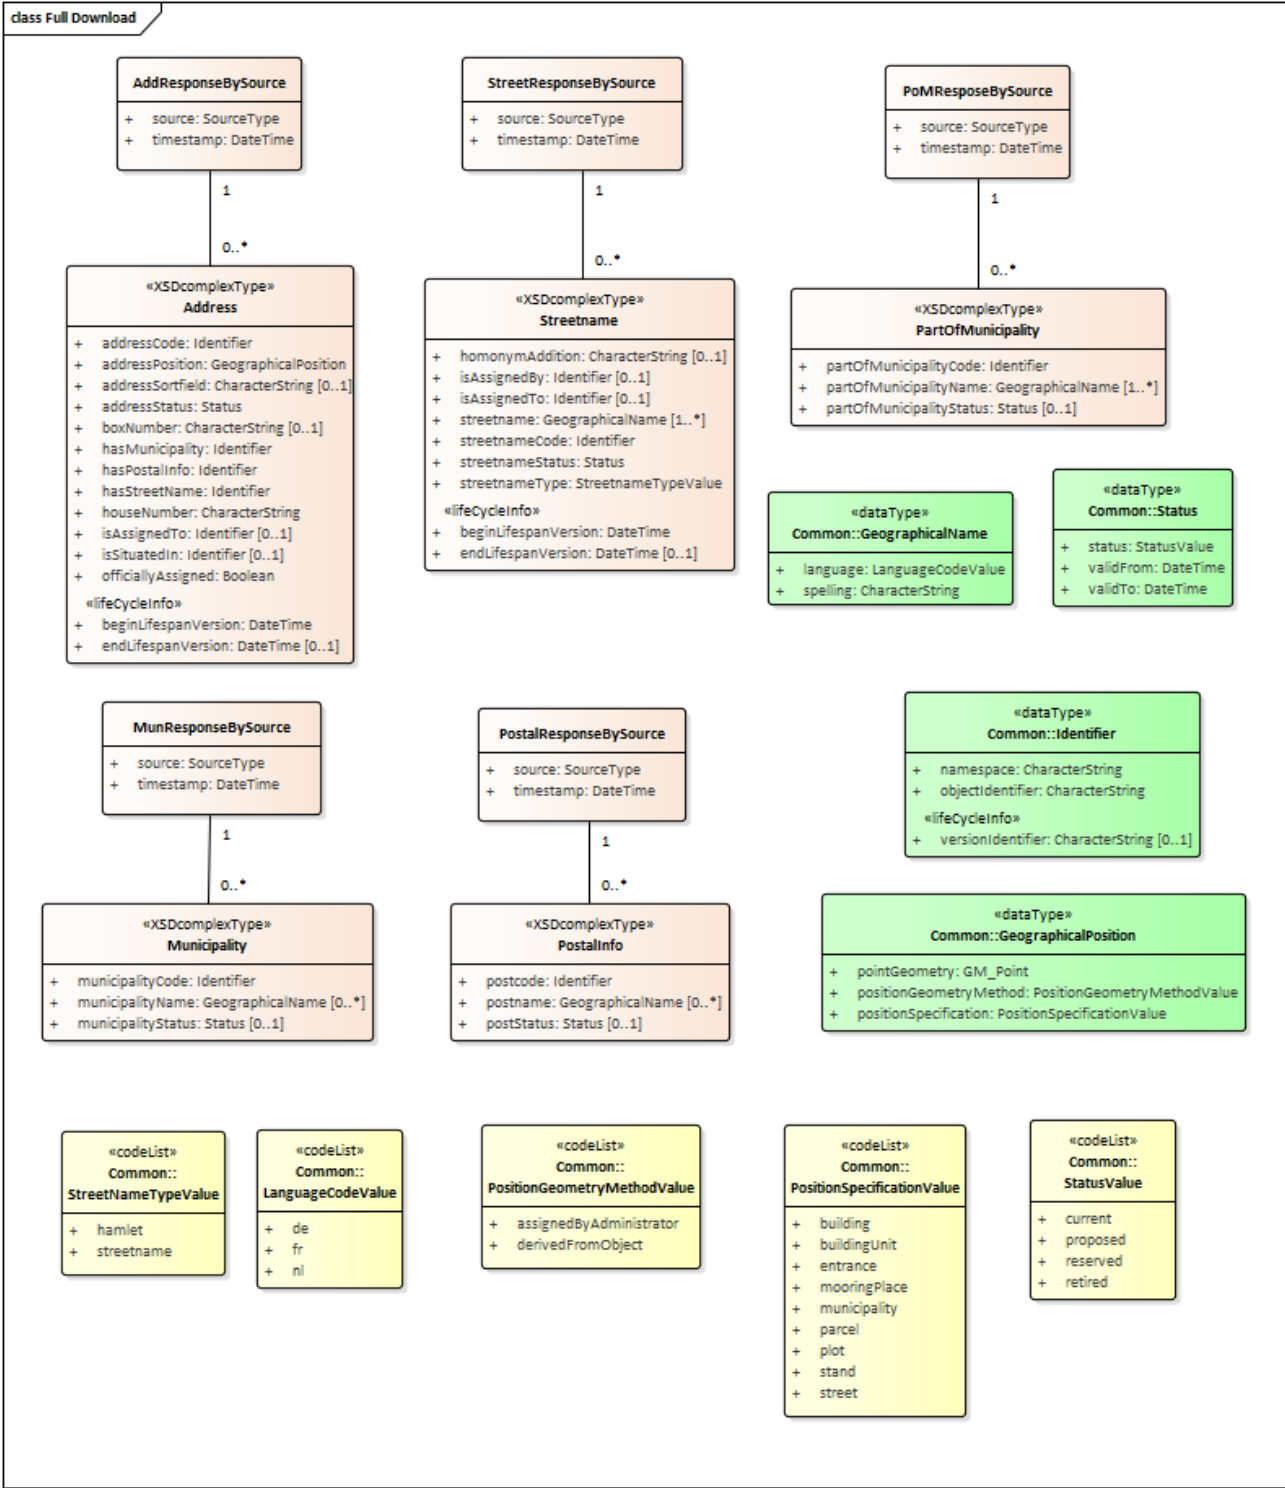 class Full Download
AddResponseBySource
+ source: SourceType
+ timestamp: DateTime
1
0..*
«XSDcomplexType»
Address
+ addressCode: Identifier
+ addressPosition: GeographicalPosition
+ addressSortfield: CharacterString [0..1]
+ addressStatus: Status
+ boxNumber: CharacterString [0..1]
+ hasMunicipality: Identifier
+ hasPostalInfo: Identifier
+ hasStreetName: Identifier
+ houseNumber: CharacterString
+ isAssignedTo: Identifier [0..1]
+ isSituatedIn: Identifier [0..1]
+ officiallyAssigned: Boolean
«lifeCycleInfo»
+ beginLifespanVersion: DateTime
+ endLifespanVersion: DateTime [0..1]
StreetResponseBySource
+ source: SourceType
+ timestamp: DateTime
1
0..*
«XSDcomplexType»
Streetname
+ homonymAddition: CharacterString [0..1]
+ isAssignedBy: Identifier [0..1]
+ isAssignedTo: Identifier [0..1]
+ streetname: GeographicalName [1..*]
+ streetnameCode: Identifier
+ streetnameStatus: Status
+ streetnameType: StreetnameTypeValue
«lifeCycleInfo»
+ beginLifespanVersion: DateTime
+ endLifespanVersion: DateTime [0..1]
PoMResposeBySource
+ source: SourceType
+ timestamp: DateTime
1
0..*
«XSDcomplexType»
PartOfMunicipality
+ partOfMunicipalityCode: Identifier
+ partOfMunicipalityName: GeographicalName [1..*]
+ partOfMunicipalityStatus: Status [0..1]
«dataType»
Common::GeographicalName
+ language: LanguageCodeValue
+ spelling: CharacterString
«dataType»
Common::Status
+ status: StatusValue
+ validFrom: DateTime
+ validTo: DateTime
MunResponseBySource
+ source: SourceType
+ timestamp: DateTime
1
0..*
«XSDcomplexType»
Municipality
+ municipalityCode: Identifier
+ municipalityName: GeographicalName [0..*]
+ municipalityStatus: Status [0..1]
PostalResponseBySource
+ source: SourceType
+ timestamp: DateTime
1
0..*
«XSDcomplexType»
PostalInfo
+ postcode: Identifier
+ postname: GeographicalName [0..*]
+ postStatus: Status [0..1]
«dataType»
Common::Identifier
+ namespace: CharacterString
+ objectIdentifier: CharacterString
«lifeCycleInfo»
+ versionIdentifier: CharacterString [0..1]
«dataType»
Common::GeographicalPosition
+ pointGeometry: GM_Point
+ positionGeometryMethod: PositionGeometryMethodValue
+ positionSpecification: PositionSpecificationValue
«codeList»
Common::
StreetNameTypeValue
+ hamlet
+ streetname
«codeList»
Common::
LanguageCodeValue
+ de
+ fr
+ nl
«codeList»
Common::
PositionGeometryMethodValue
+ assignedByAdministrator
+ derivedFromObject
«codeList»
Common::
PositionSpecificationValue
+ building
+ buildingUnit
+ entrance
+ mooringPlace
+ municipality
+ parcel
+ plot
+ stand
+ street
«codeList»
Common::
StatusValue
+ current
+ proposed
+ reserved
+ retired